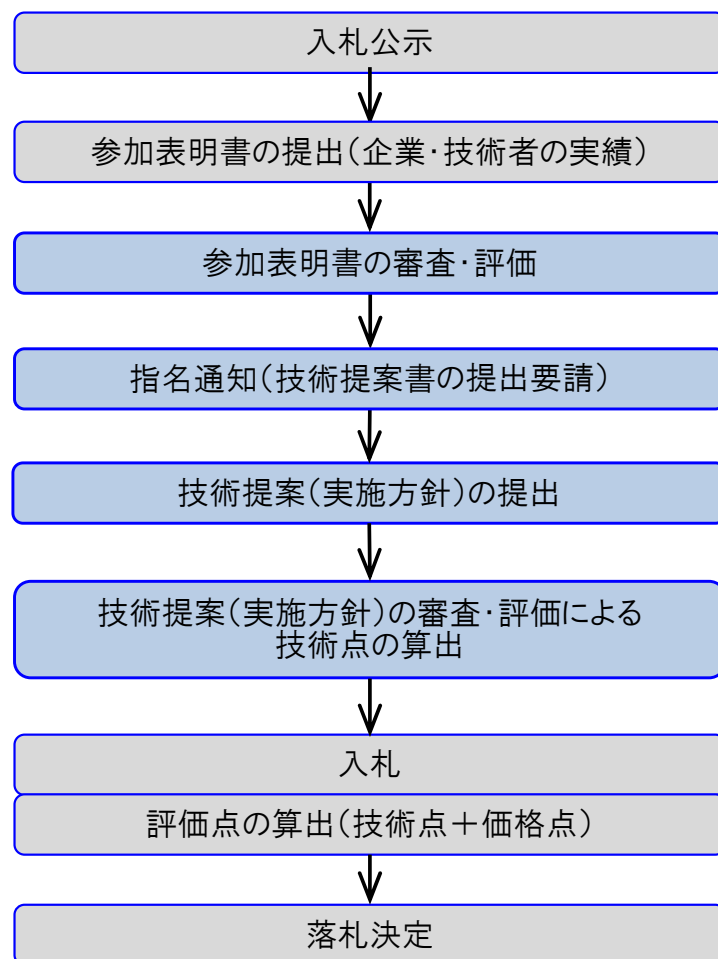 入札公示
参加表明書の提出(企業･技術者の実績)
参加表明書の審査･評価
指名通知(技術提案書の提出要請)
技術提案(実施方針)の提出
技術提案(実施方針)の審査･評価による
技術点の算出
入札
評価点の算出(技術点＋価格点)
落札決定